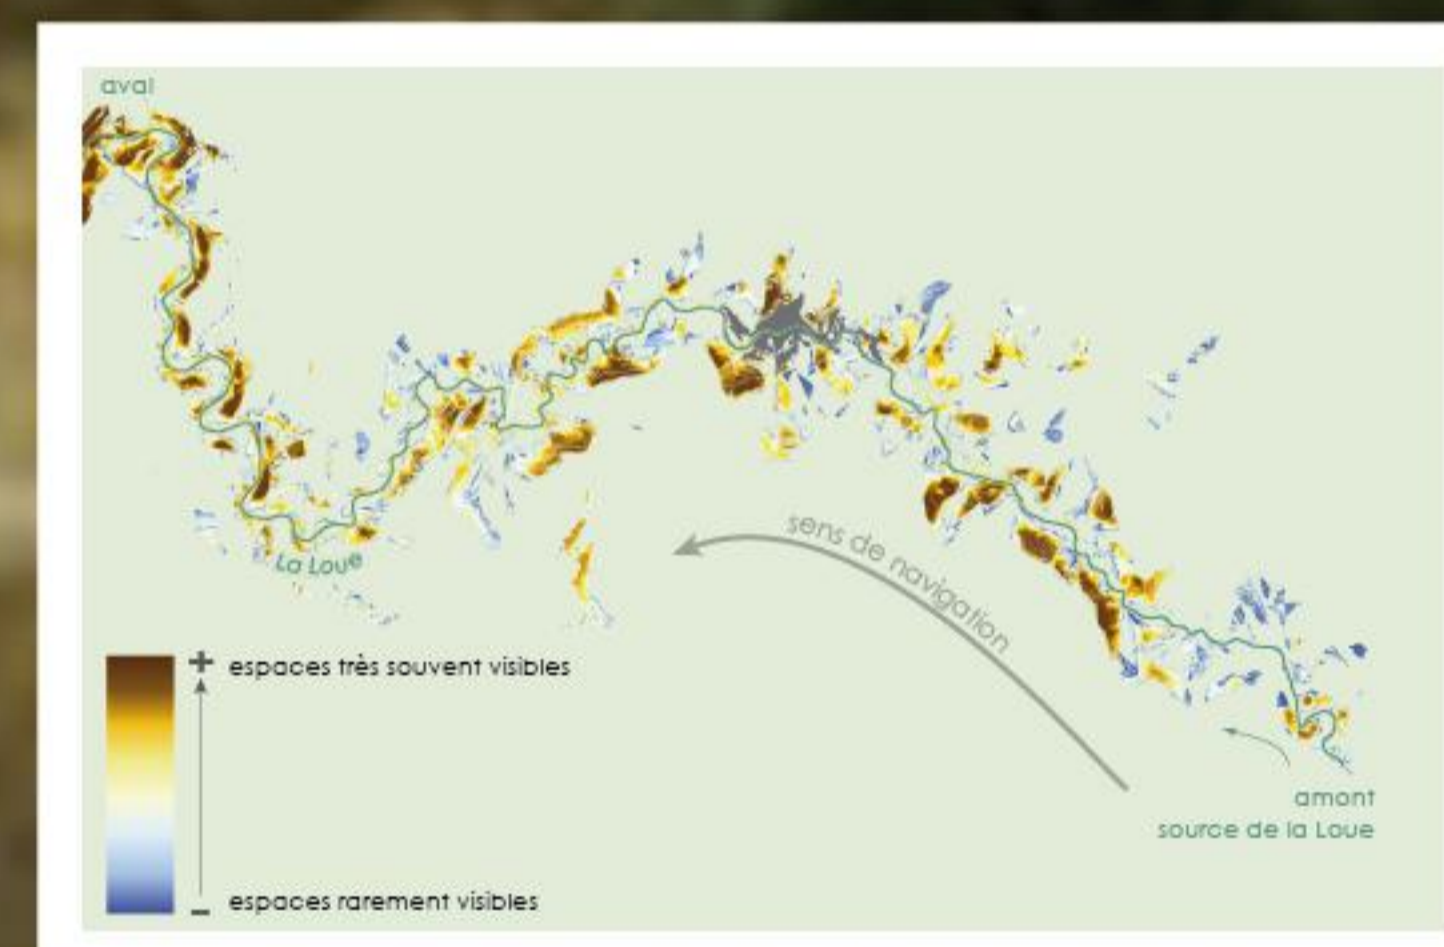 aval
La Loue
sens de navigation
+ espaces très souvent visibles
amont
source de la Loue
- espaces rarement visibles